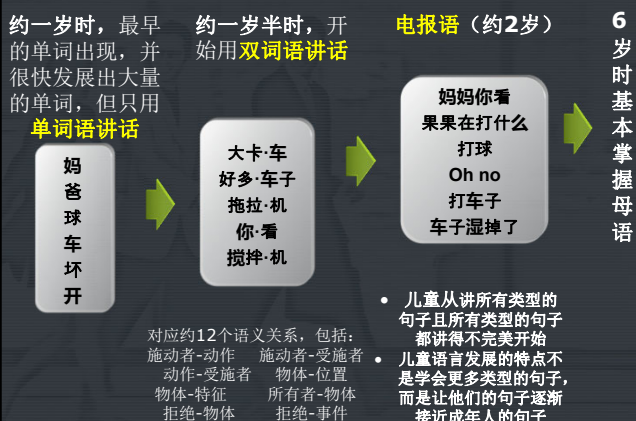 约一岁时，最早
的单词出现，并
很快发展出大量
的单词，但只用
单词语讲话
妈
爸
球
车
坏
开
约一岁半时，开
始用双词语讲话
大卡·车
好多·车子
拖拉·机
你·看
搅拌·机
对应约12个语义关系，包括：
施动者-动作 施动者-受施者
动作-受施者 物体-位置
物体-特征 所有者-物体
拒绝-物体 拒绝-事件
电报语（约2岁）
妈妈你看
果果在打什么
打球
Oh no
打车子
车子湿掉了
• 儿童从讲所有类型的
句子且所有类型的句子
都讲得不完美开始
• 儿童语言发展的特点不
是学会更多类型的句子，
而是让他们的句子逐渐
接近成年人的句子
6
岁
时
基
本
掌
握
母
语